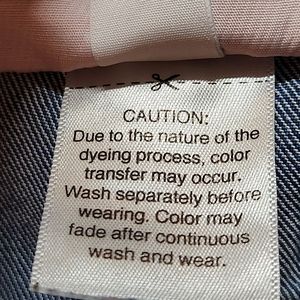 CAUTION:
Due to the nature of the
dyeing process, color
transfer may occur.
Wash separately before
wearing. Color may
fade after continuous
wash and wear.